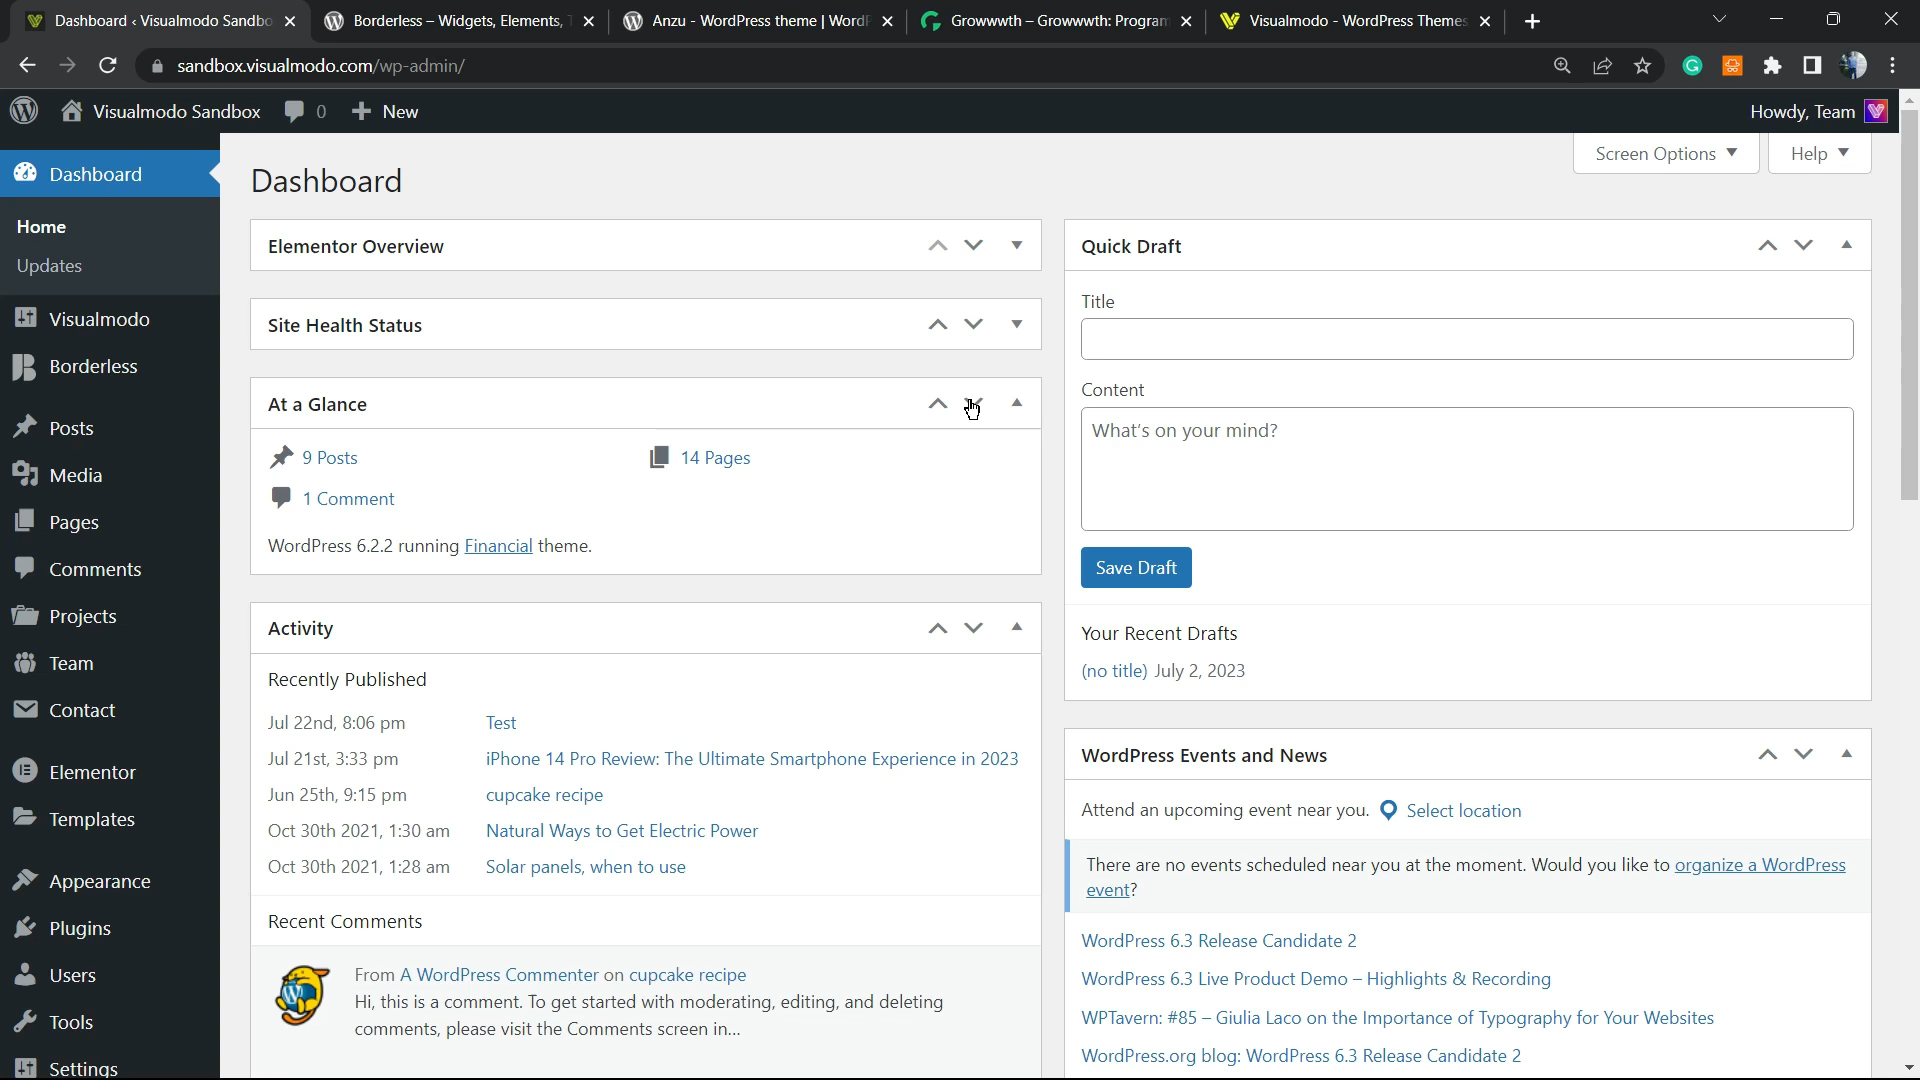 Dashboard ‹ Visualmodo Sandbo
Borderless – Widgets, Elements,
Anzu - WordPress theme | WordP
Growwwth – Growwwth: Program
Visualmodo - WordPress Themes
sandbox.visualmodo.com/wp-admin/
Visualmodo Sandbox
0
New
Howdy, Team
Dashboard
Home
Updates
Visualmodo
Borderless
Posts
Media
Pages
Comments
Projects
Team
Contact
Elementor
Templates
Appearance
Plugins
Users
Tools
Settings
Screen Options
Help
Dashboard
Elementor Overview
Site Health Status
At a Glance
9 Posts
14 Pages
1 Comment
WordPress 6.2.2 running Financial theme.
Activity
Recently Published
Jul 22nd, 8:06 pm Test
Jul 21st, 3:33 pm iPhone 14 Pro Review: The Ultimate Smartphone Experience in 2023
Jun 25th, 9:15 pm cupcake recipe
Oct 30th 2021, 1:30 am Natural Ways to Get Electric Power
Oct 30th 2021, 1:28 am Solar panels, when to use
Recent Comments
From A WordPress Commenter on cupcake recipe
Hi, this is a comment. To get started with moderating, editing, and deleting
comments, please visit the Comments screen in...
Quick Draft
Title
Content
What's on your mind?
Save Draft
Your Recent Drafts
(no title) July 2, 2023
WordPress Events and News
Attend an upcoming event near you. Select location
There are no events scheduled near you at the moment. Would you like to organize a WordPress
event?
WordPress 6.3 Release Candidate 2
WordPress 6.3 Live Product Demo – Highlights & Recording
WPTavern: #85 – Giulia Laco on the Importance of Typography for Your Websites
WordPress.org blog: WordPress 6.3 Release Candidate 2